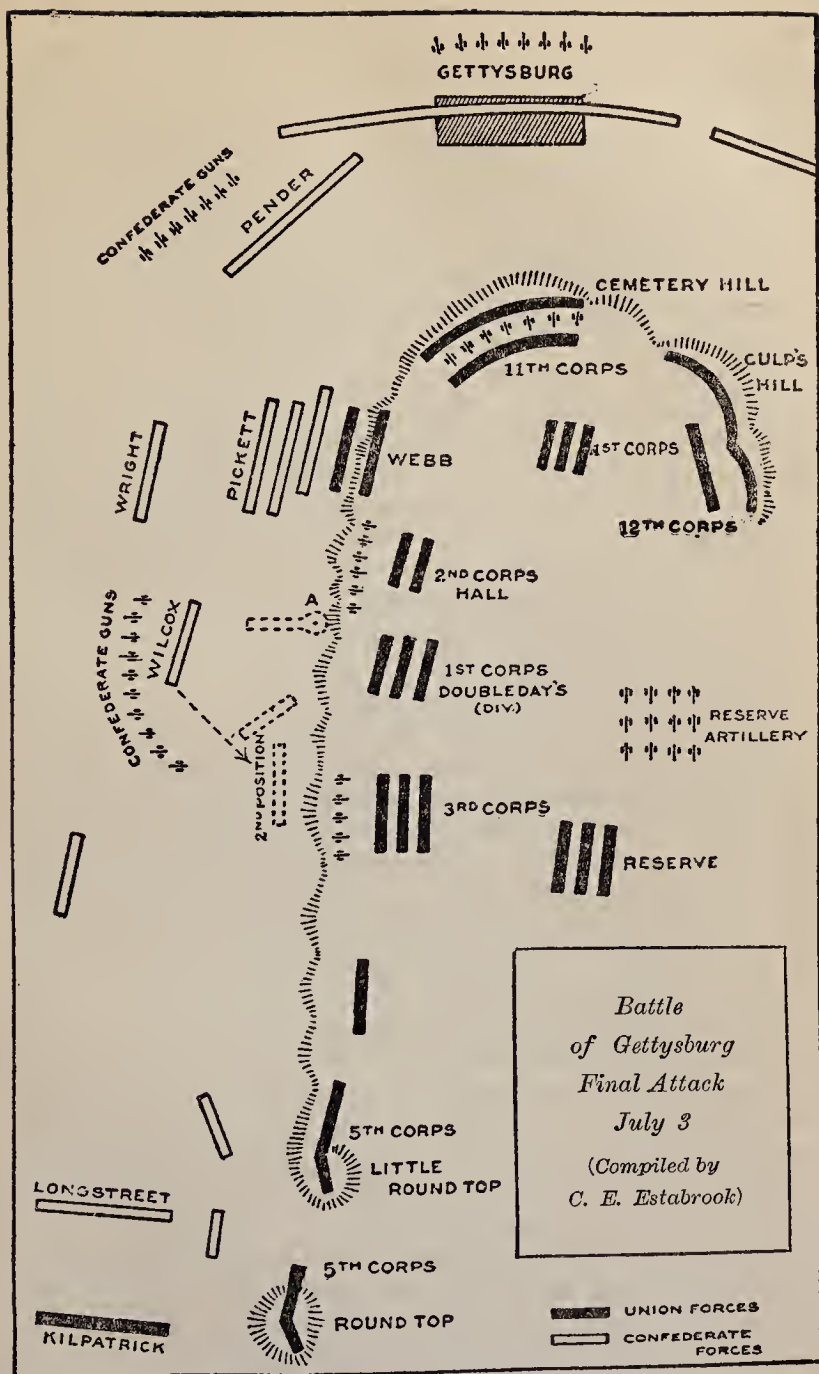 GETTYSBURG
CONFEDERATE GUNS
PENDER
CEMETERY HILL
11TH CORPS
CULP'S
HILL
WRIGHT
PICKETT
WEBB
1ST CORPS
12TH CORPS
2ND CORPS
HALL
A
CONFEDERATE GUNS
WILCOX
1ST CORPS
DOUBLEDAY'S
(DIV.)
RESERVE
ARTILLERY
2ND POSITION
3RD CORPS
RESERVE
Battle
of Gettysburg
Final Attack
July 3
(Compiled by
C. E. Estabrook)
5TH CORPS
LITTLE
ROUND TOP
LONGSTREET
5TH CORPS
ROUND TOP
KILPATRICK
UNION FORCES
CONFEDERATE
FORCES